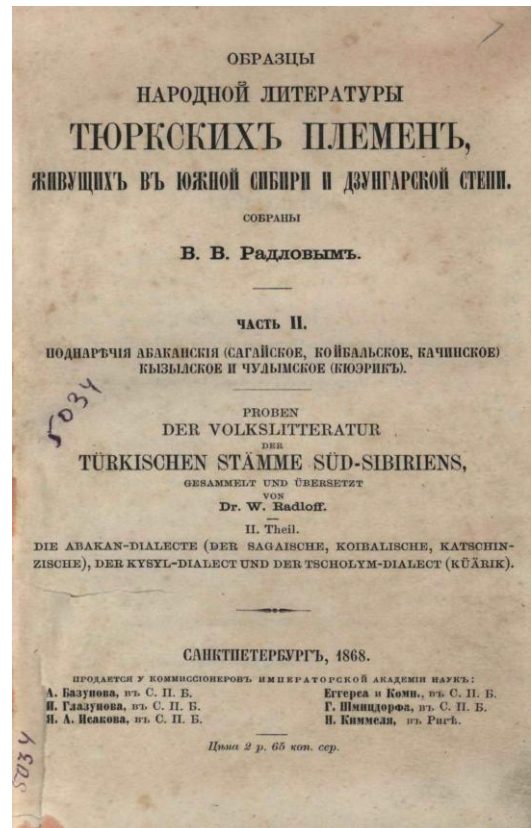 ОБРАЗЦЫ
НАРОДНОЙ ЛИТЕРАТУРЫ
ТЮРКСКИХЪ ПЛЕМЕНЪ,
ЖИВУЩИХЪ ВЪ ЮЖНОЙ СИБИРИ И ДЗУНГАРСКОЙ СТЕПИ.
СОБРАНЫ
В. В. Радловымъ.
ЧАСТЬ II.
ПОДНАРѢЧІЯ АБАКАНСКІЯ (САГАЙСКОЕ, КОЙБАЛЬСКОЕ, КАЧИНСКОЕ)
КЫЗЫЛСКОЕ И ЧУЛЫМСКОЕ (КЮЭРИКЪ).
5034
PROBEN
DER VOLKSLITTERATUR
DER
TÜRKISCHEN STÄMME SÜD-SIBIRIENS,
GESAMMELT UND ÜBERSETZT
VON
Dr. W. Radloff.
II. Theil.
DIE ABAKAN-DIALECTE (DER SAGAISCHE, KOIBALISCHE, KATSCHIN-
ZISCHE), DER KYSYL-DIALECT UND DER TSCHOLYM-DIALECT (KÜÄRIK).
САНКТПЕТЕРБУРГЪ, 1868.
ПРОДАЕТСЯ У КОММИССІОНЕРОВЪ ИМПЕРАТОРСКОЙ АКАДЕМІИ НАУКЪ:
А. Базунова, въ С. П. Б.
Еггерса и Комп., въ С. П. Б.
И. Глазунова, въ С. П. Б.
Г. Шмицдорфа, въ С. П. Б.
Я. А. Исакова, въ С. П. Б.
Н. Киммеля, въ Ригѣ.
Цѣна 2 р. 65 коп. сер.
5034